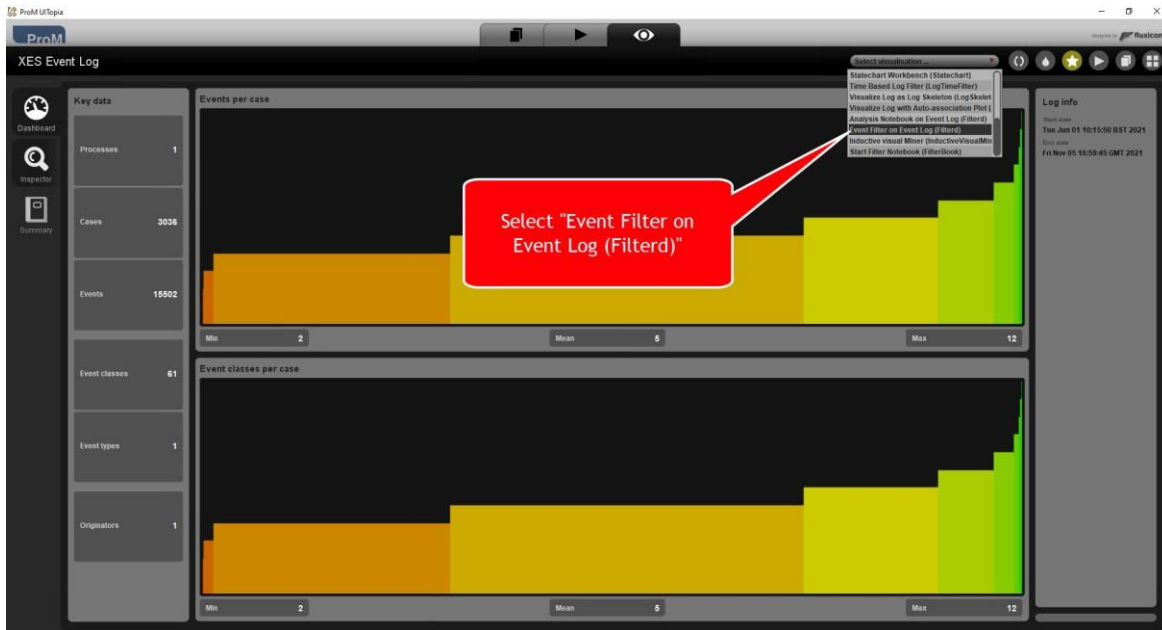 ProM UITopia
ProM
designed by fluxicon
XES Event Log
Select visualisation ...
Statechart Workbench (Statechart)
Time Based Log Filter (LogTimeFilter)
Visualize Log as Log Skeleton (LogSkelet
Visualize Log with Auto-association Plot (
Analysis Notebook on Event Log (Filterd)
Event Filter on Event Log (Filterd)
Inductive visual Miner (InductiveVisualMin
Start Filter Notebook (FilterBook)
Dashboard
Inspector
Summary
Key data
Processes 1
Cases 3036
Events 15502
Event classes 61
Event types 1
Originators 1
Events per case
Select "Event Filter on
Event Log (Filterd)"
Min 2 Mean 5 Max 12
Event classes per case
Min 2 Mean 5 Max 12
Log info
Start date
Tue Jun 01 10:15:50 BST 2021
End date
Fri Nov 05 16:59:45 GMT 2021